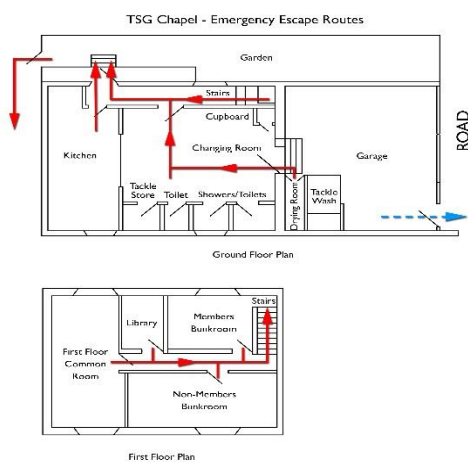 TSG Chapel - Emergency Escape Routes
Garden
Stairs
Cupboard
Kitchen
Changing Room
Garage
ROAD
Tackle
Store
Toilet
Showers/Toilets
Drying Room
Tackle
Wash
Ground Floor Plan
Stairs
Library
Members
Bunkroom
First Floor
Common
Room
Non-Members
Bunkroom
First Floor Plan